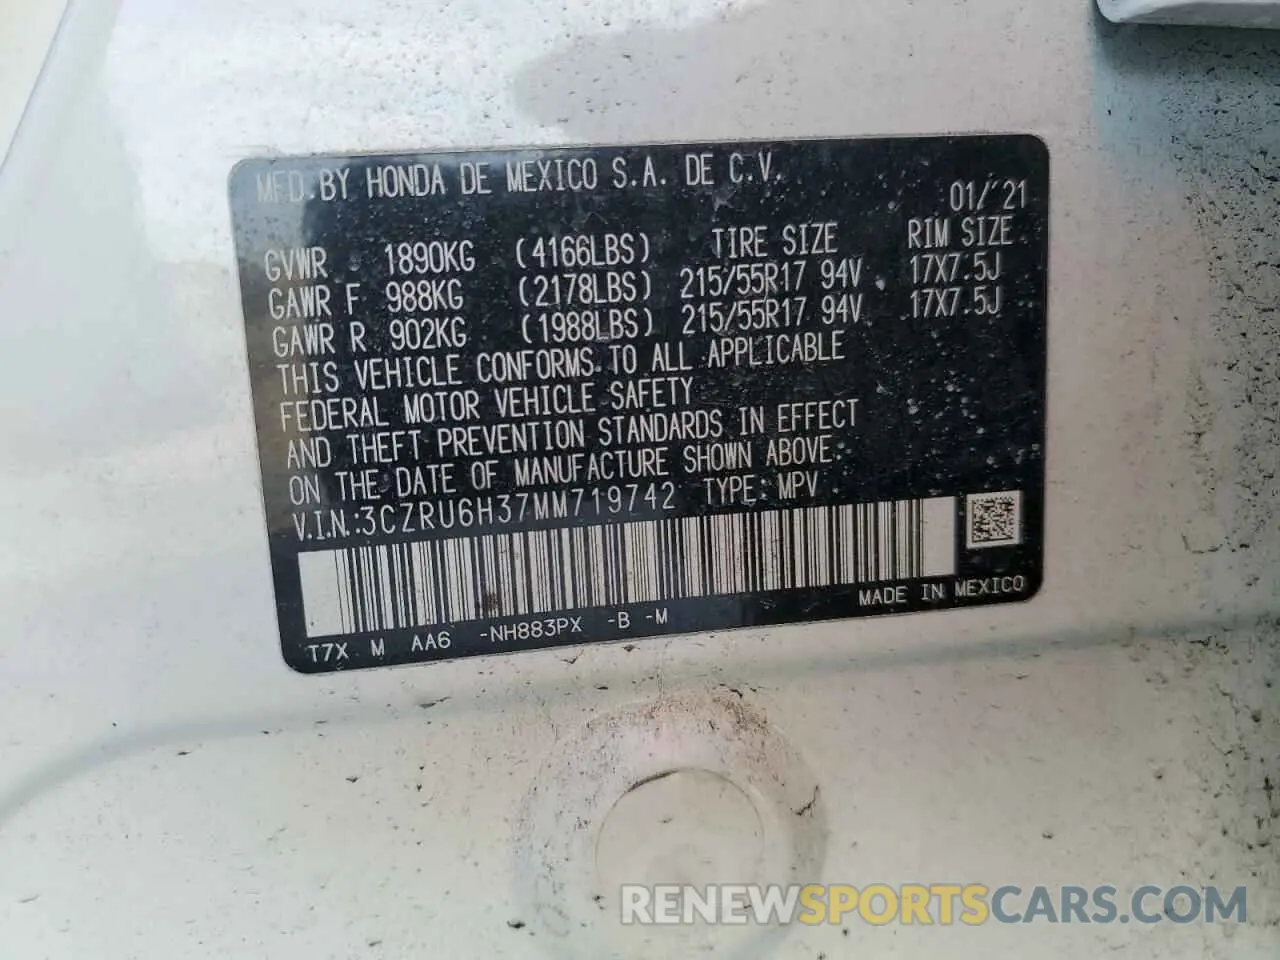 MFD. BY HONDA DE MEXICO S.A. DE C.V.
01/'21
GVWR 1890KG (4166LBS) TIRE SIZE RIM SIZE
GAWR F 988KG (2178LBS) 215/55R17 94V 17X7.5J
GAWR R 902KG (1988LBS) 215/55R17 94V 17X7.5J
THIS VEHICLE CONFORMS TO ALL APPLICABLE
FEDERAL MOTOR VEHICLE SAFETY
AND THEFT PREVENTION STANDARDS IN EFFECT
ON THE DATE OF MANUFACTURE SHOWN ABOVE
V.I.N.:3CZRU6H37MM719742 TYPE: MPV
MADE IN MEXICO
T7X M AA6 -NH883PX -B -M
RENEWSPORTSCARS.COM